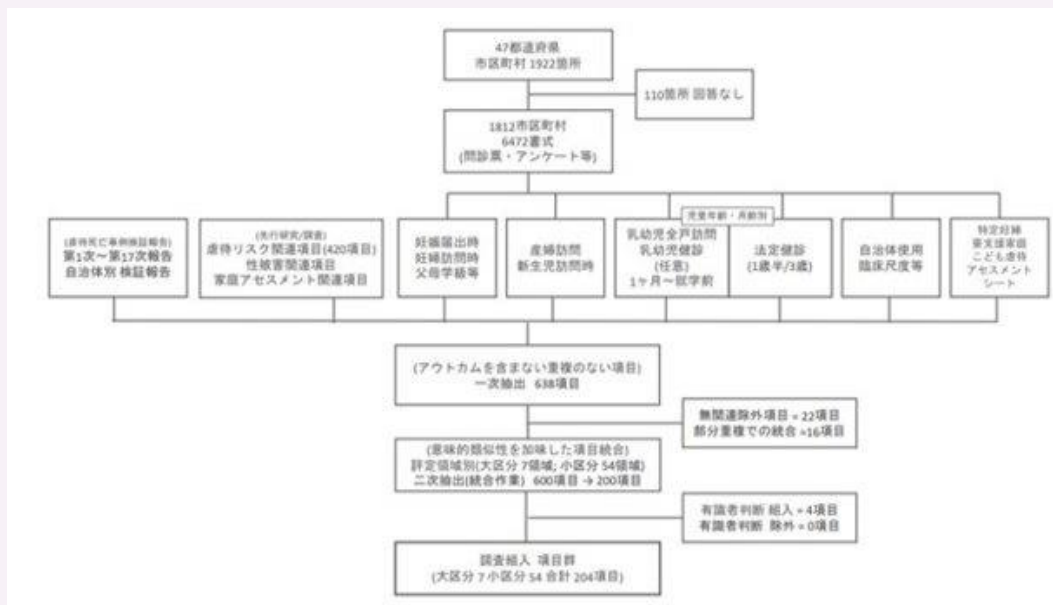 47都道府県
市区町村 1922箇所
110箇所 回答なし
1812市区町村
6472書式
(問診票・アンケート等)
児童年齢・月齢別
(虐待死亡事例検証報告)
第1次～第17次報告
自治体別 検証報告
(先行研究/調査)
虐待リスク関連項目(420項目)
性被害関連項目
家庭アセスメント関連項目
妊娠届出時
妊婦訪問時
父母学級等
産婦訪問
新生児訪問時
乳幼児全戸訪問
乳幼児健診
(任意)
1ヶ月～就学前
法定健診
(1歳半/3歳)
自治体使用
臨床尺度等
特定妊婦
要支援家庭
こども虐待
アセスメント
シート
(アウトカムを含まない重複のない項目)
一次抽出 638項目
無関連除外項目 = 22項目
部分重複での統合 =16項目
(意味的類似性を加味した項目統合)
評定領域別(大区分 7領域; 小区分 54領域)
二次抽出(統合作業) 600項目 → 200項目
有識者判断 組入 = 4項目
有識者判断 除外 = 0項目
調査組入 項目群
(大区分 7 小区分 54 合計 204項目)